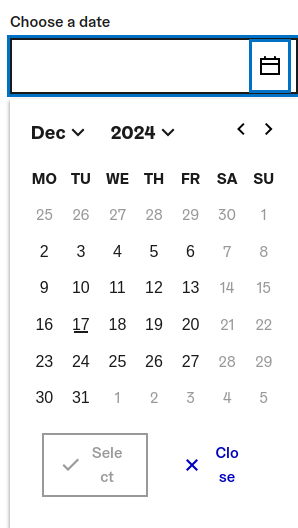 Choose a date
Dec 2024
MO TU WE TH FR SA SU
25 26 27 28 29 30 1
2 3 4 5 6 7 8
9 10 11 12 13 14 15
16 17 18 19 20 21 22
23 24 25 26 27 28 29
30 31 1 2 3 4 5
Sele Clo
ct se